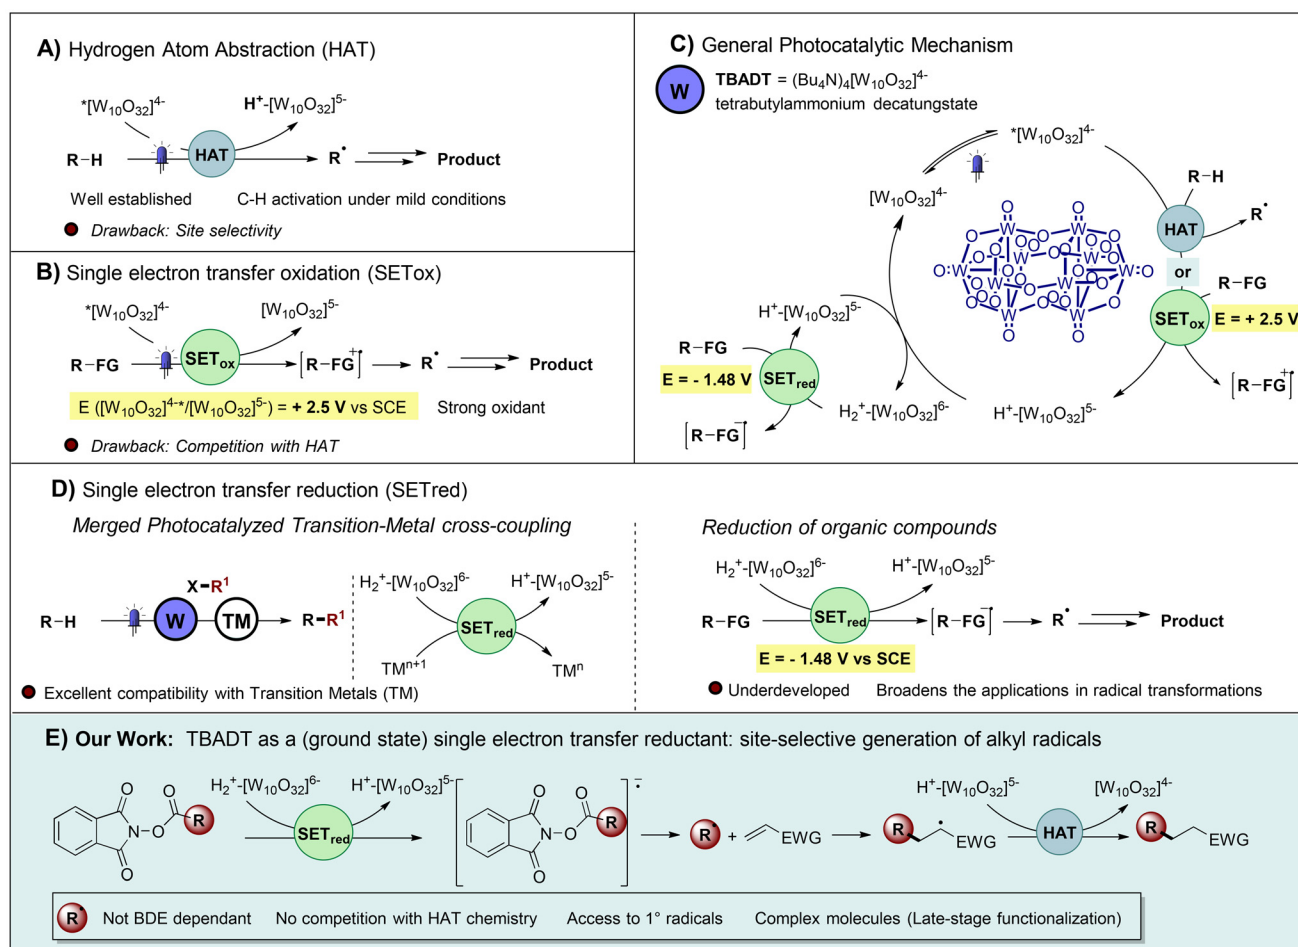 A) Hydrogen Atom Abstraction (HAT)
*[W10O32]4-
H+-[W10O32]5-
R-H
HAT
R•
Product
Well established
C-H activation under mild conditions
Drawback: Site selectivity
B) Single electron transfer oxidation (SETox)
*[W10O32]4-
[W10O32]5-
R-FG
SETox
[R-FG]+•
R•
Product
E ([W10O32]4-*/[W10O32]5-) = + 2.5 V vs SCE
Strong oxidant
Drawback: Competition with HAT
C) General Photocatalytic Mechanism
W
TBADT = (Bu4N)4[W10O32]4-
tetrabutylammonium decatungstate
*[W10O32]4-
[W10O32]4-
R-H
HAT
R•
or
R-FG
SETox
E = + 2.5 V
[R-FG]+•
H+-[W10O32]5-
H+-[W10O32]5-
R-FG
E = - 1.48 V
SETred
H2+-[W10O32]6-
[R-FG]-•
D) Single electron transfer reduction (SETred)
Merged Photocatalyzed Transition-Metal cross-coupling
X-R1
R-H
W
TM
R-R1
H2+-[W10O32]6-
H+-[W10O32]5-
SETred
TMn+1
TMn
Excellent compatibility with Transition Metals (TM)
Reduction of organic compounds
H2+-[W10O32]6-
H+-[W10O32]5-
R-FG
SETred
[R-FG]-•
R•
Product
E = - 1.48 V vs SCE
Underdeveloped
Broadens the applications in radical transformations
E) Our Work: TBADT as a (ground state) single electron transfer reductant: site-selective generation of alkyl radicals
H2+-[W10O32]6-
H+-[W10O32]5-
SETred
R• + EWG
R
EWG
H+-[W10O32]5-
[W10O32]4-
HAT
R
EWG
R• Not BDE dependant
No competition with HAT chemistry
Access to 1° radicals
Complex molecules (Late-stage functionalization)